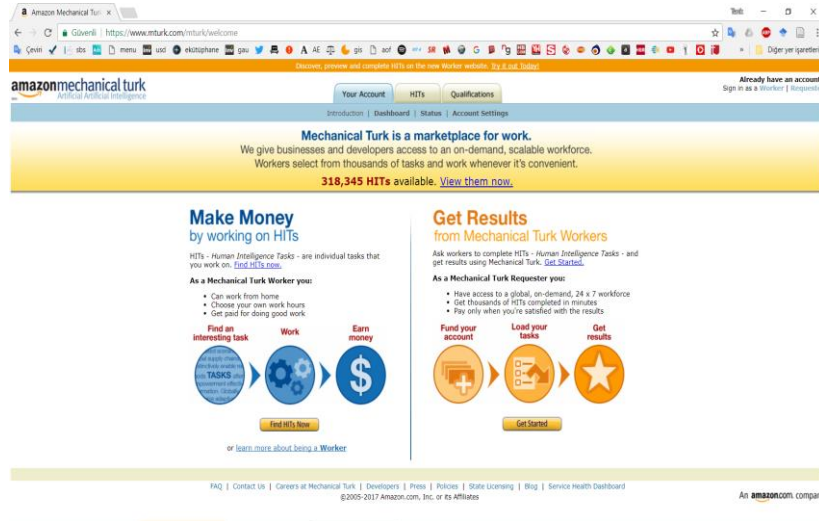 Amazon Mechanical Tur
Güvenli | https://www.mturk.com/mturk/welcome
Çeviri sbs menu usd ekütüphane gau A AE gis aof SR G Diğer yer işaretleri
Discover, preview and complete HITs on the new Worker website. Try it out Today!
amazonmechanical turk
Artificial Artificial Intelligence
Your Account HITs Qualifications
Already have an account
Sign in as a Worker | Requeste
Introduction | Dashboard | Status | Account Settings
Mechanical Turk is a marketplace for work.
We give businesses and developers access to an on-demand, scalable workforce.
Workers select from thousands of tasks and work whenever it's convenient.
318,345 HITs available. View them now.
Make Money
by working on HITs
HITs - Human Intelligence Tasks - are individual tasks that
you work on. Find HITs now.
As a Mechanical Turk Worker you:
• Can work from home
• Choose your own work hours
• Get paid for doing good work
Find an
interesting task
Work
Earn
money
TASKS
$
Find HITs Now
or learn more about being a Worker
Get Results
from Mechanical Turk Workers
Ask workers to complete HITs - Human Intelligence Tasks - and
get results using Mechanical Turk. Get Started.
As a Mechanical Turk Requester you:
• Have access to a global, on-demand, 24 x 7 workforce
• Get thousands of HITs completed in minutes
• Pay only when you're satisfied with the results
Fund your
account
Load your
tasks
Get
results
Get Started
FAQ | Contact Us | Careers at Mechanical Turk | Developers | Press | Policies | State Licensing | Blog | Service Health Dashboard
©2005-2017 Amazon.com, Inc. or its Affiliates
An amazon.com. compan